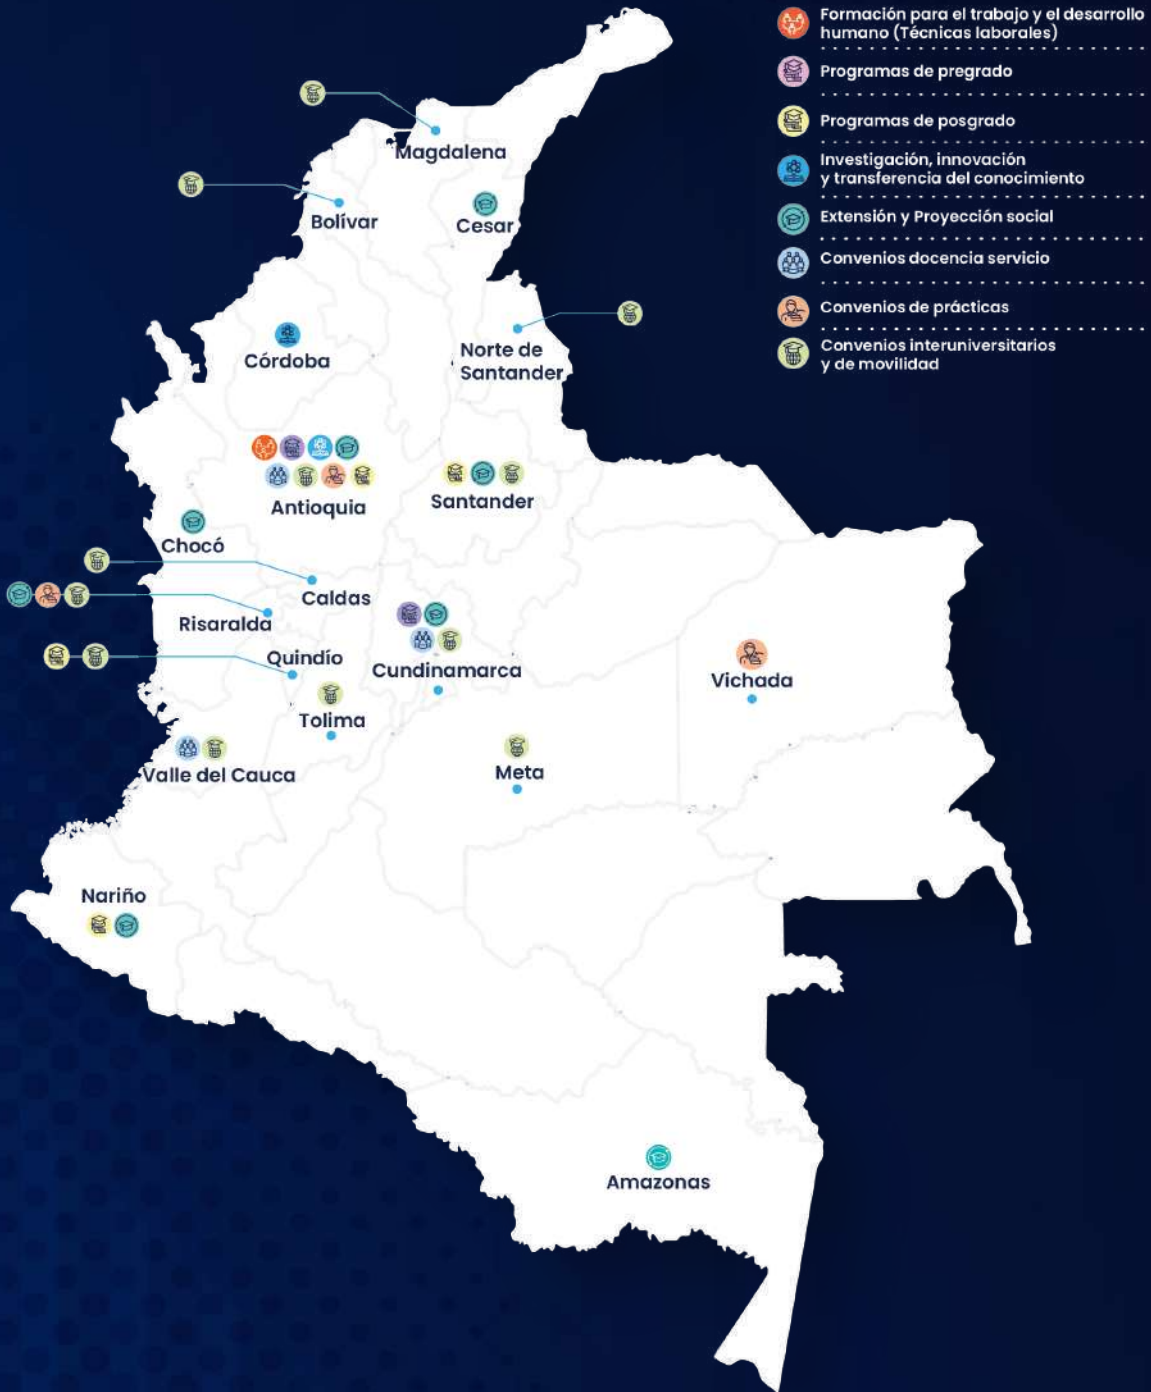 Formación para el trabajo y el desarrollo
humano (Técnicas laborales)
Programas de pregrado
Programas de posgrado
Investigación, innovación
y transferencia del conocimiento
Extensión y Proyección social
Convenios docencia servicio
Convenios de prácticas
Convenios interuniversitarios
y de movilidad
Magdalena
Bolívar
Cesar
Córdoba
Norte de
Santander
Antioquia
Santander
Chocó
Caldas
Risaralda
Quindío
Cundinamarca
Vichada
Tolima
Valle del Cauca
Meta
Nariño
Amazonas